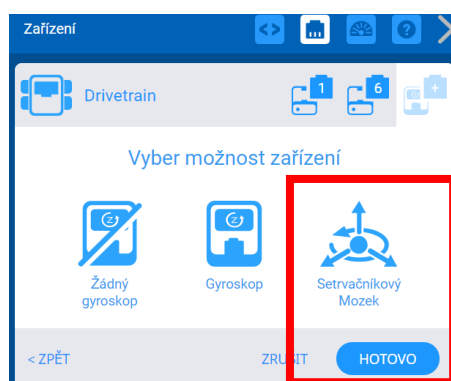 Zařízení
Drivetrain
1
6
Vyber možnost zařízení
Žádný
gyroskop
Gyroskop
Setrvačníkový
Mozek
< ZPĚT
ZRUŠIT
HOTOVO